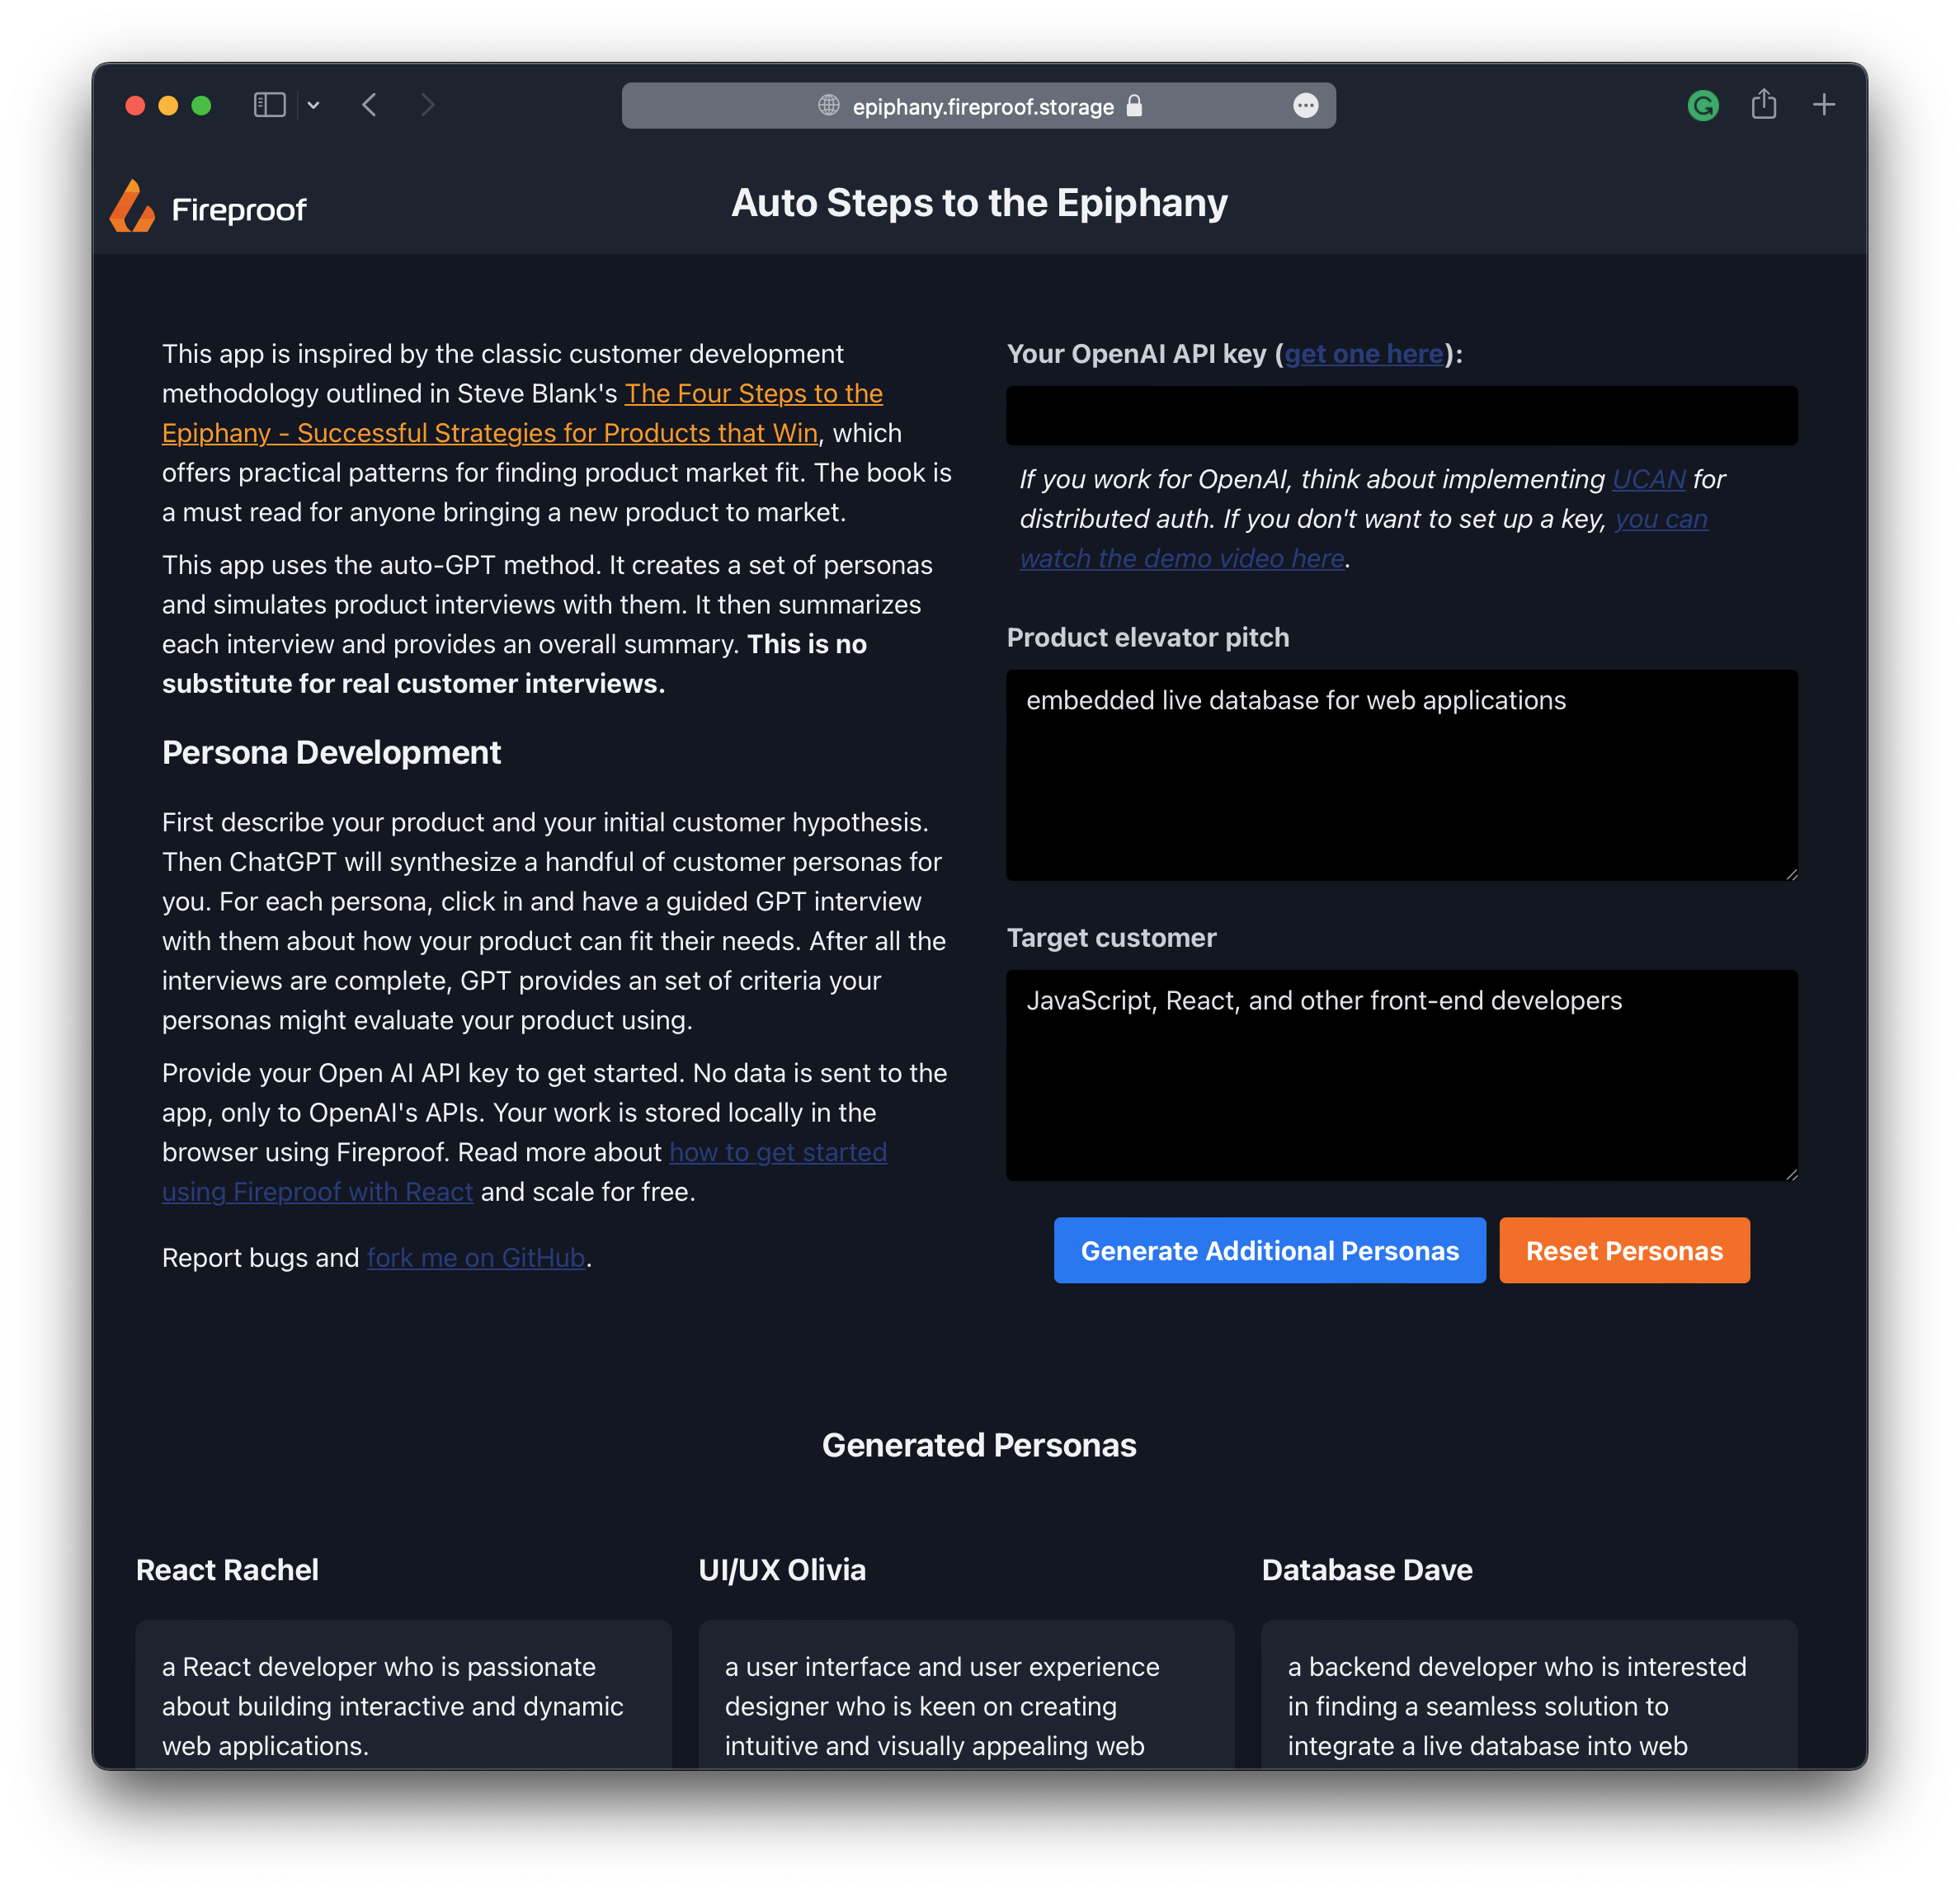 epiphany.fireproof.storage
Fireproof
Auto Steps to the Epiphany
This app is inspired by the classic customer development
methodology outlined in Steve Blank's The Four Steps to the
Epiphany - Successful Strategies for Products that Win, which
offers practical patterns for finding product market fit. The book is
a must read for anyone bringing a new product to market.
This app uses the auto-GPT method. It creates a set of personas
and simulates product interviews with them. It then summarizes
each interview and provides an overall summary. This is no
substitute for real customer interviews.
Persona Development
First describe your product and your initial customer hypothesis.
Then ChatGPT will synthesize a handful of customer personas for
you. For each persona, click in and have a guided GPT interview
with them about how your product can fit their needs. After all the
interviews are complete, GPT provides an set of criteria your
personas might evaluate your product using.
Provide your Open AI API key to get started. No data is sent to the
app, only to OpenAI's APIs. Your work is stored locally in the
browser using Fireproof. Read more about how to get started
using Fireproof with React and scale for free.
Report bugs and fork me on GitHub.
Your OpenAI API key (get one here):
If you work for OpenAI, think about implementing UCAN for
distributed auth. If you don't want to set up a key, you can
watch the demo video here.
Product elevator pitch
embedded live database for web applications
Target customer
JavaScript, React, and other front-end developers
Generate Additional Personas
Reset Personas
Generated Personas
React Rachel
a React developer who is passionate
about building interactive and dynamic
web applications.
UI/UX Olivia
a user interface and user experience
designer who is keen on creating
intuitive and visually appealing web
Database Dave
a backend developer who is interested
in finding a seamless solution to
integrate a live database into web